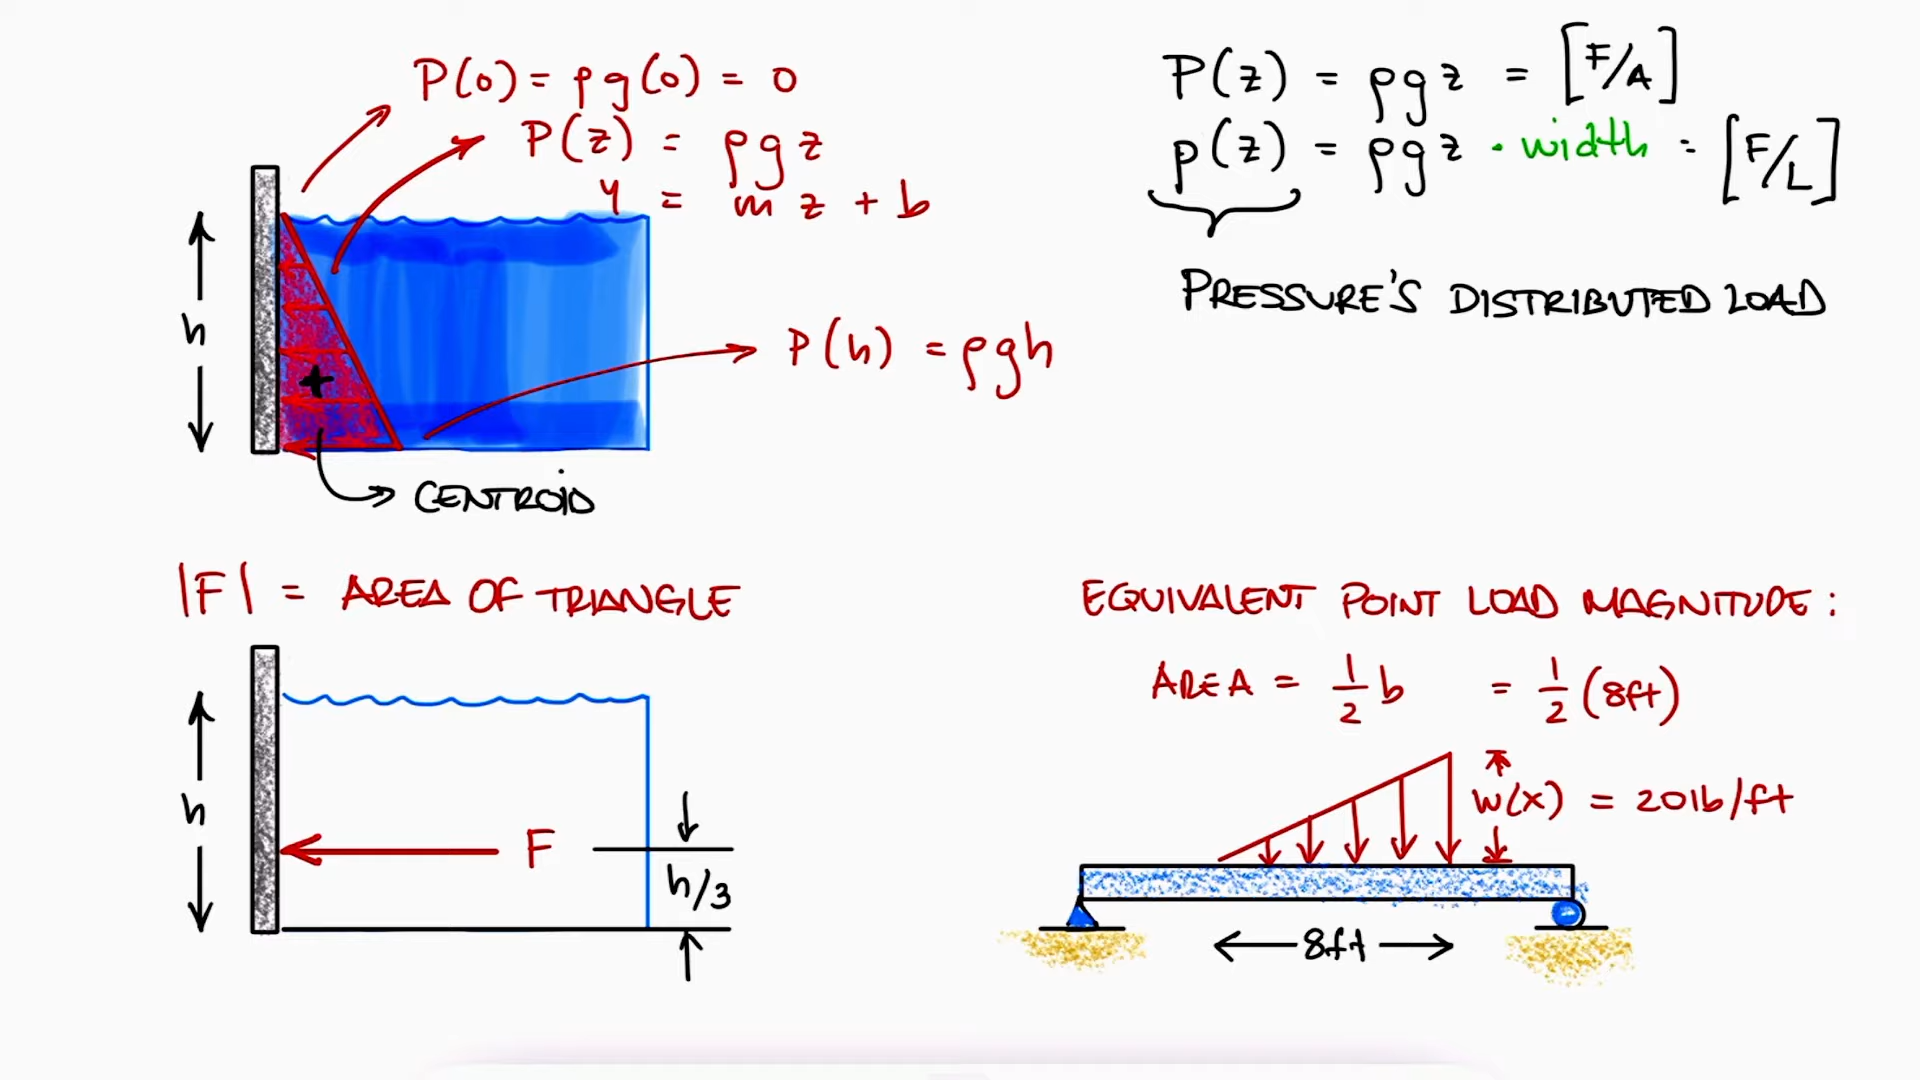 P(0) = ρg(0) = 0
P(z) = ρgz
y = mz + b
h
P(h) = ρgh
CENTROID
P(z) = ρgz = [F/A]
p(z) = ρgz · width = [F/L]
PRESSURE'S DISTRIBUTED LOAD
|F| = AREA OF TRIANGLE
h
F
h/3
EQUIVALENT POINT LOAD MAGNITUDE:
AREA = 1/2 b = 1/2 (8ft)
w(x) = 20lb/ft
8ft